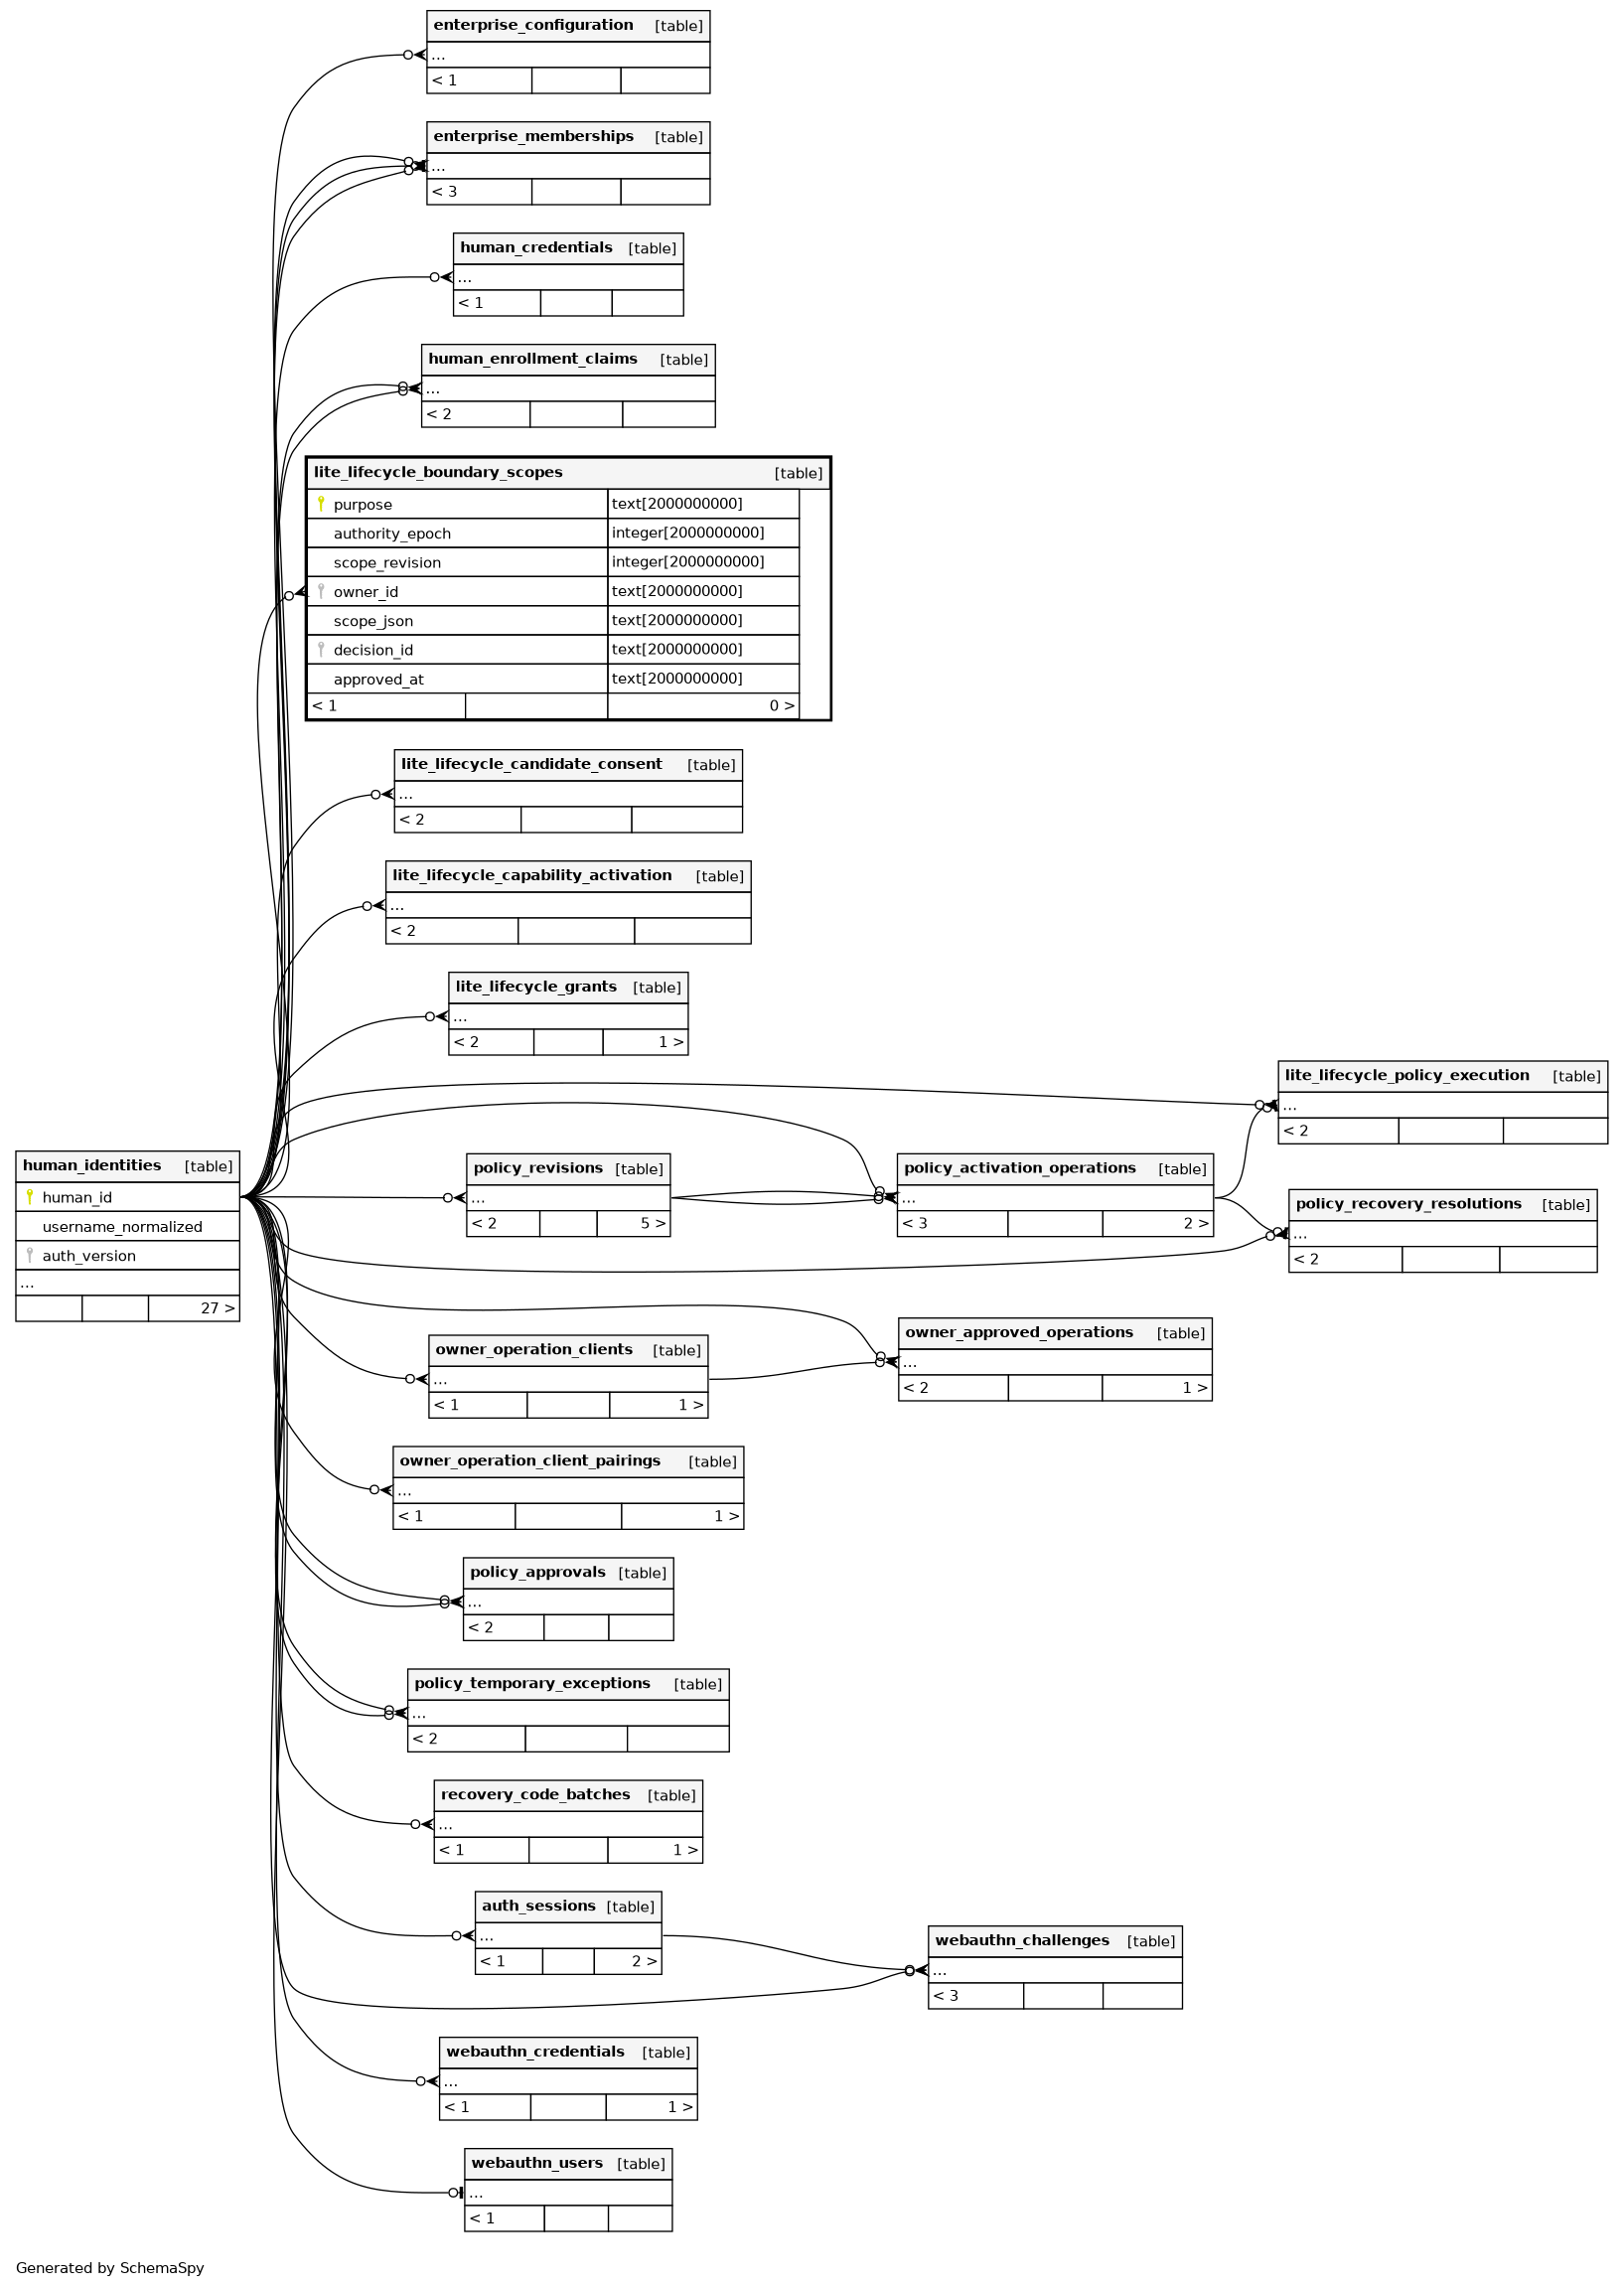 enterprise_configuration [table]
...
< 1
enterprise_memberships [table]
...
< 3
human_credentials [table]
...
< 1
human_enrollment_claims [table]
...
< 2
lite_lifecycle_boundary_scopes [table]
purpose text[2000000000]
authority_epoch integer[2000000000]
scope_revision integer[2000000000]
owner_id text[2000000000]
scope_json text[2000000000]
decision_id text[2000000000]
approved_at text[2000000000]
< 1 0 >
lite_lifecycle_candidate_consent [table]
...
< 2
lite_lifecycle_capability_activation [table]
...
< 2
lite_lifecycle_grants [table]
...
< 2 1 >
lite_lifecycle_policy_execution [table]
...
< 2
human_identities [table]
human_id
username_normalized
auth_version
...
27 >
policy_revisions [table]
...
< 2 5 >
policy_activation_operations [table]
...
< 3 2 >
policy_recovery_resolutions [table]
...
< 2
owner_approved_operations [table]
...
< 2 1 >
owner_operation_clients [table]
...
< 1 1 >
owner_operation_client_pairings [table]
...
< 1 1 >
policy_approvals [table]
...
< 2
policy_temporary_exceptions [table]
...
< 2
recovery_code_batches [table]
...
< 1 1 >
auth_sessions [table]
...
< 1 2 >
webauthn_challenges [table]
...
< 3
webauthn_credentials [table]
...
< 1 1 >
webauthn_users [table]
...
< 1
Generated by SchemaSpy